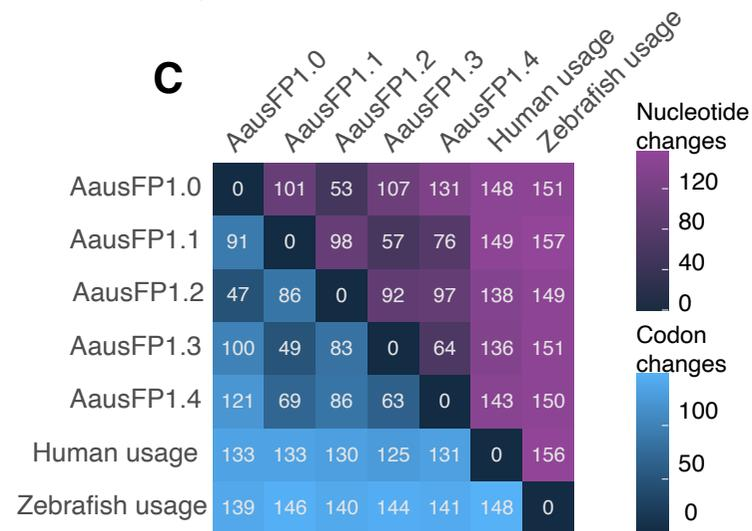 C
AausFP1.0
AausFP1.1
AausFP1.2
AausFP1.3
AausFP1.4
Human usage
Zebrafish usage
AausFP1.0 0 101 53 107 131 148 151
AausFP1.1 91 0 98 57 76 149 157
AausFP1.2 47 86 0 92 97 138 149
AausFP1.3 100 49 83 0 64 136 151
AausFP1.4 121 69 86 63 0 143 150
Human usage 133 133 130 125 131 0 156
Zebrafish usage 139 146 140 144 141 148 0
Nucleotide
changes
120
80
40
0
Codon
changes
100
50
0